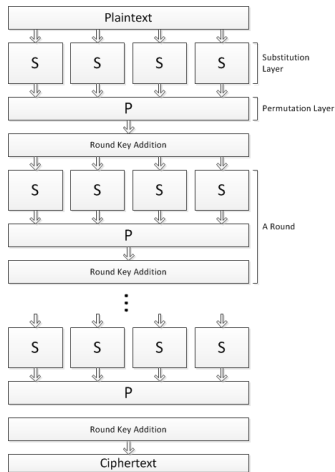 Plaintext
S S S S
Substitution
Layer
P
Permutation Layer
Round Key Addition
S S S S
P
A Round
Round Key Addition
S S S S
P
Round Key Addition
Ciphertext